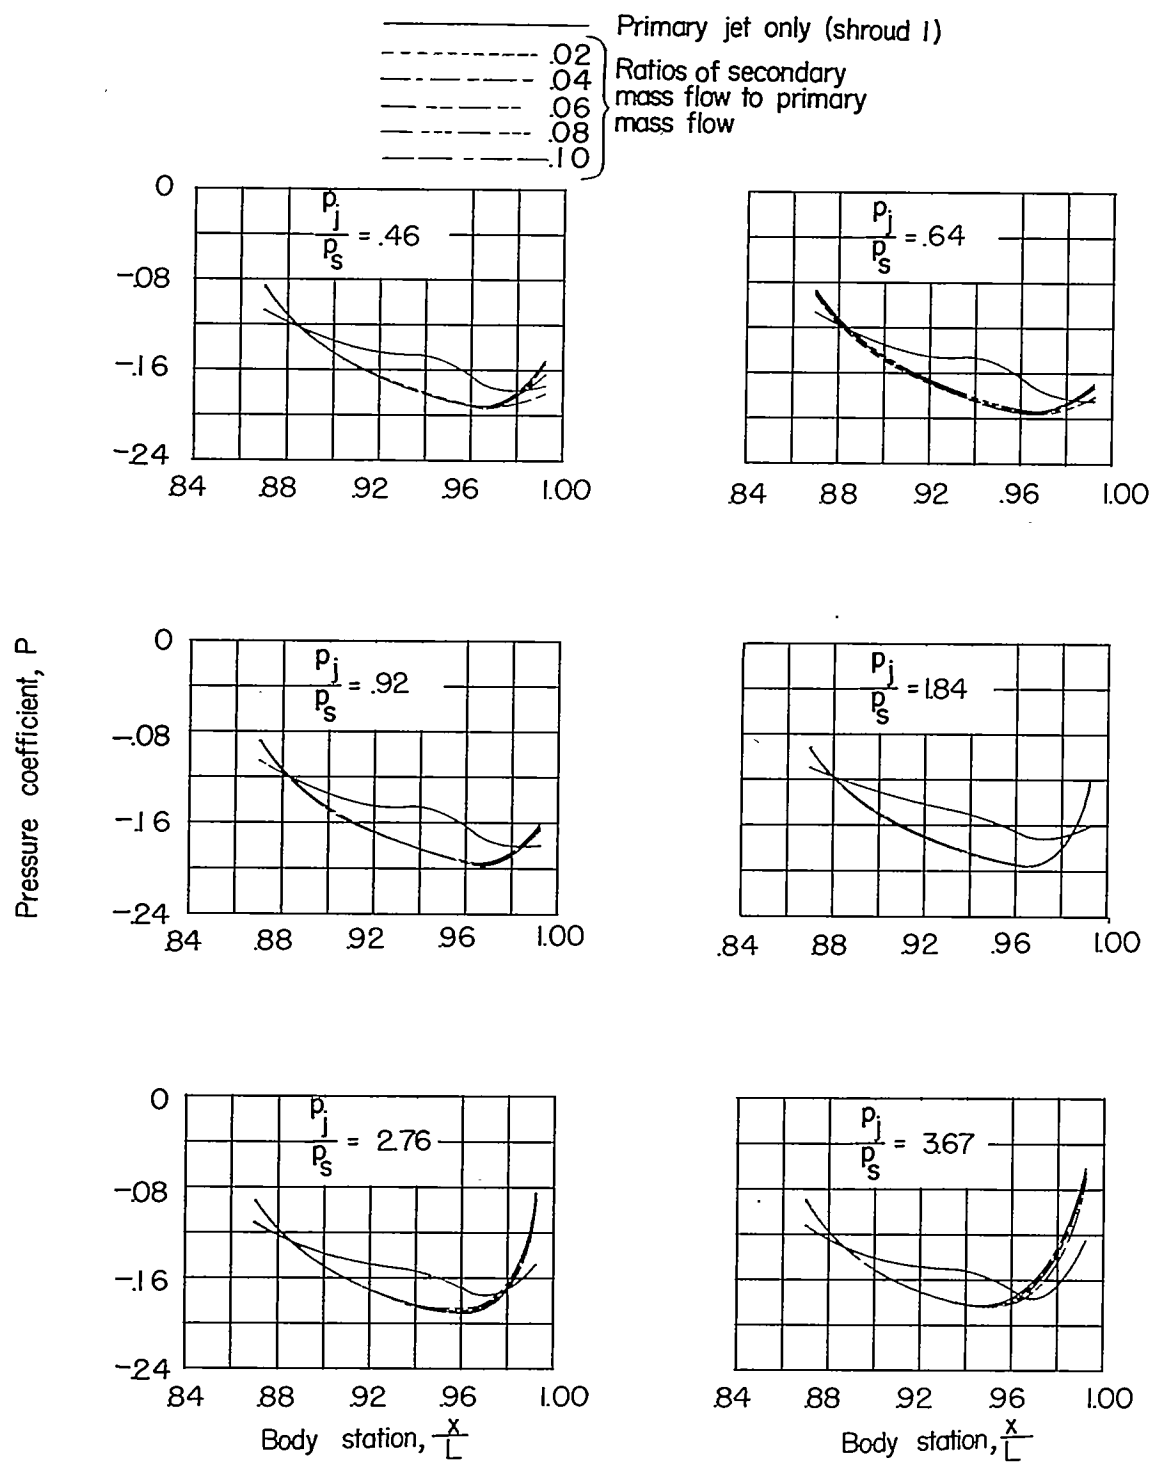 Primary jet only (shroud 1)
.02
.04
.06
.08
.10
Ratios of secondary
mass flow to primary
mass flow
0
-.08
-.16
-.24
pj
ps = .46
.84 .88 .92 .96 1.00
pj
ps = .64
.84 .88 .92 .96 1.00
Pressure coefficient, P
0
-.08
-.16
-.24
pj
ps = .92
.84 .88 .92 .96 1.00
pj
ps = 1.84
.84 .88 .92 .96 1.00
0
-.08
-.16
-.24
pj
ps = 2.76
.84 .88 .92 .96 1.00
Body station, x
L
pj
ps = 3.67
.84 .88 .92 .96 1.00
Body station, x
L